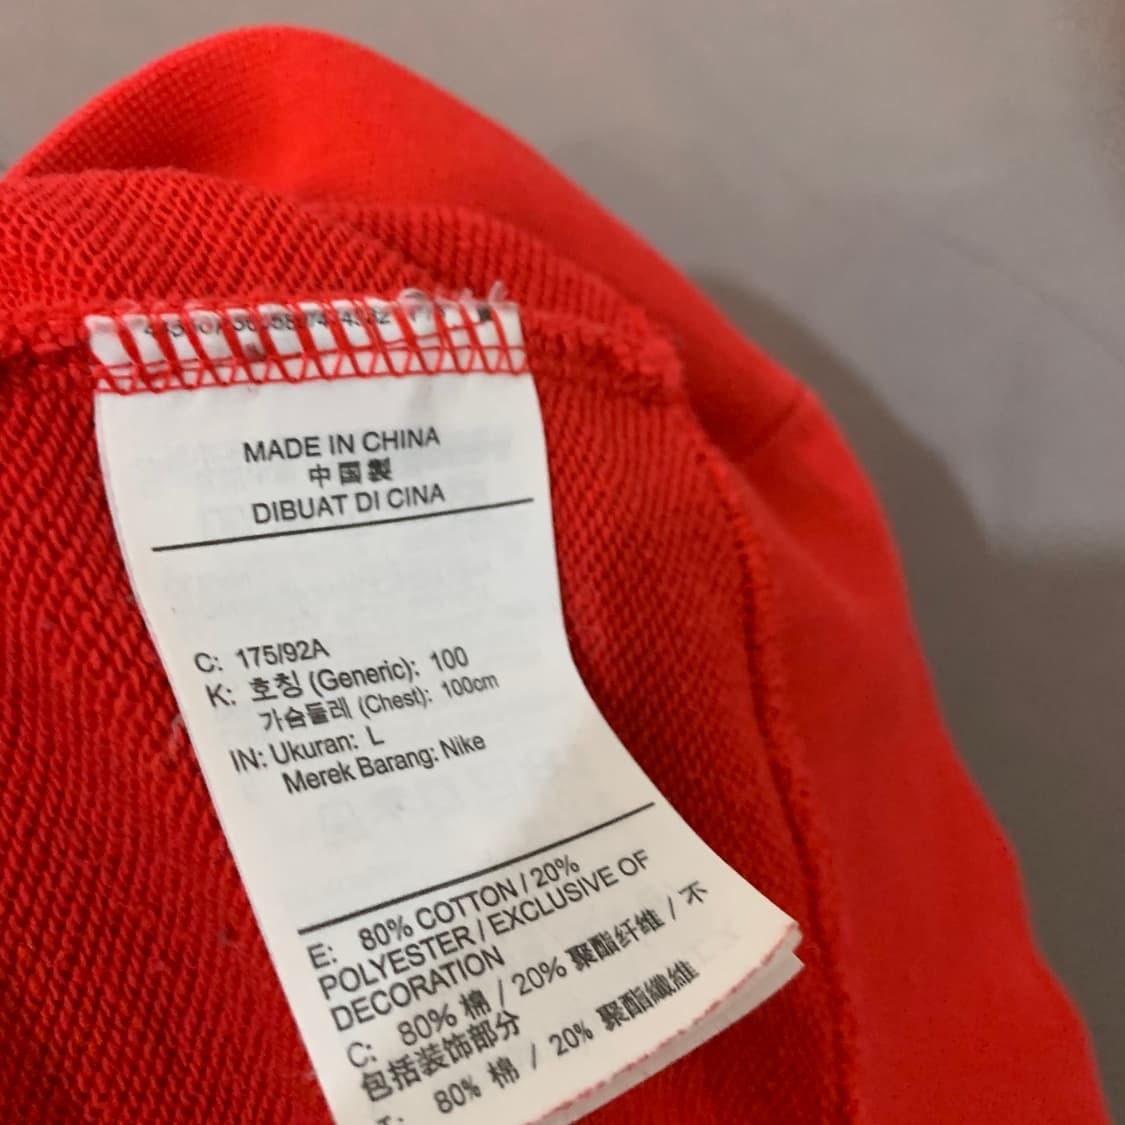 MADE IN CHINA
中国製
DIBUAT DI CINA
C: 175/92A
K: 호칭 (Generic): 100
가슴둘레 (Chest): 100cm
IN: Ukuran: L
Merek Barang: Nike
E: 80% COTTON / 20%
POLYESTER / EXCLUSIVE OF
DECORATION
C: 80% 棉 / 20% 聚酯纤维 / 不
包括装饰部分
80% 棉 / 20% 聚酯纖維